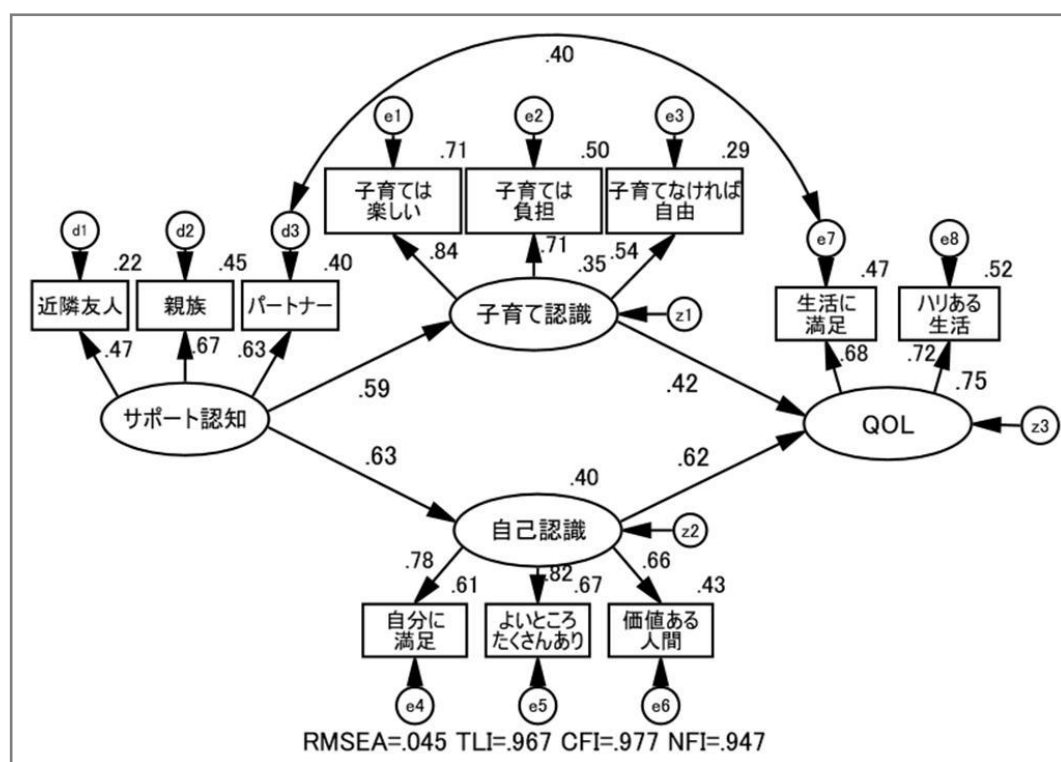 .40
e1
e2
e3
.71
.50
.29
子育ては
楽しい
子育ては
負担
子育てなければ
自由
d1
d2
d3
e7
e8
.22
.45
.40
.84
.71
.35
.54
.47
.52
近隣友人
親族
パートナー
子育て認識
z1
生活に
満足
ハリある
生活
.47
.67
.63
.68
.72
.59
.42
.75
サポート認知
QOL
z3
.63
.62
.40
自己認識
z2
.78
.82
.66
.61
.67
.43
自分に
満足
よいところ
たくさんあり
価値ある
人間
e4
e5
e6
RMSEA=.045 TLI=.967 CFI=.977 NFI=.947